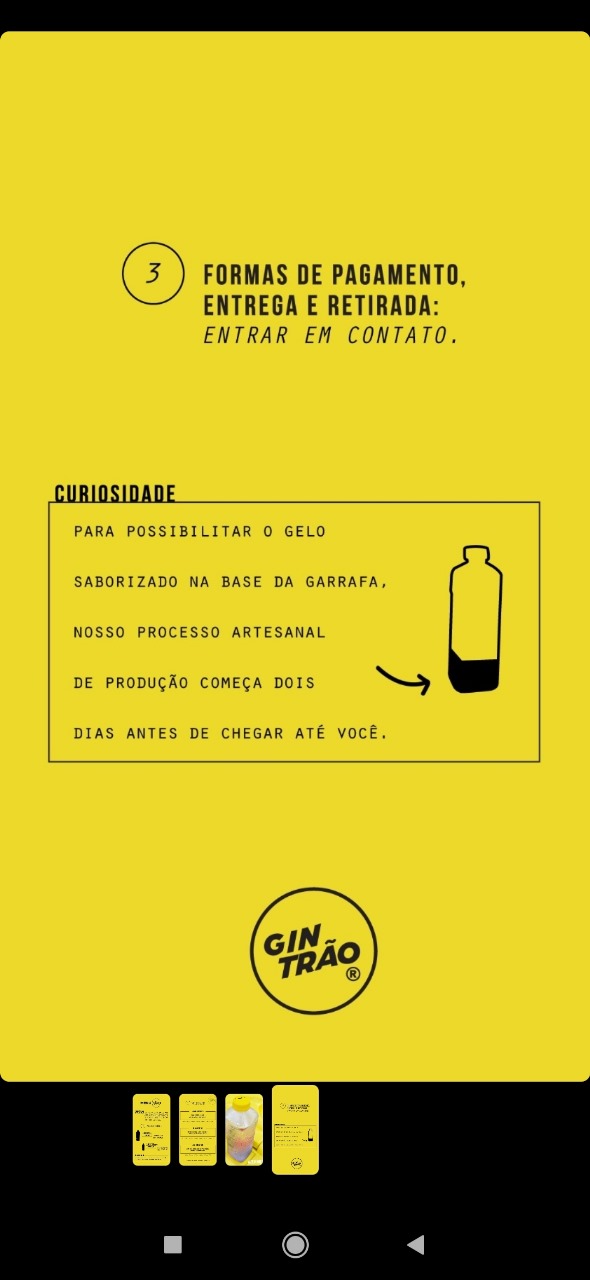 3
FORMAS DE PAGAMENTO,
ENTREGA E RETIRADA:
ENTRAR EM CONTATO.
CURIOSIDADE
PARA POSSIBILITAR O GELO
SABORIZADO NA BASE DA GARRAFA,
NOSSO PROCESSO ARTESANAL
DE PRODUÇÃO COMEÇA DOIS
DIAS ANTES DE CHEGAR ATÉ VOCÊ.
GIN
TRÃO
®